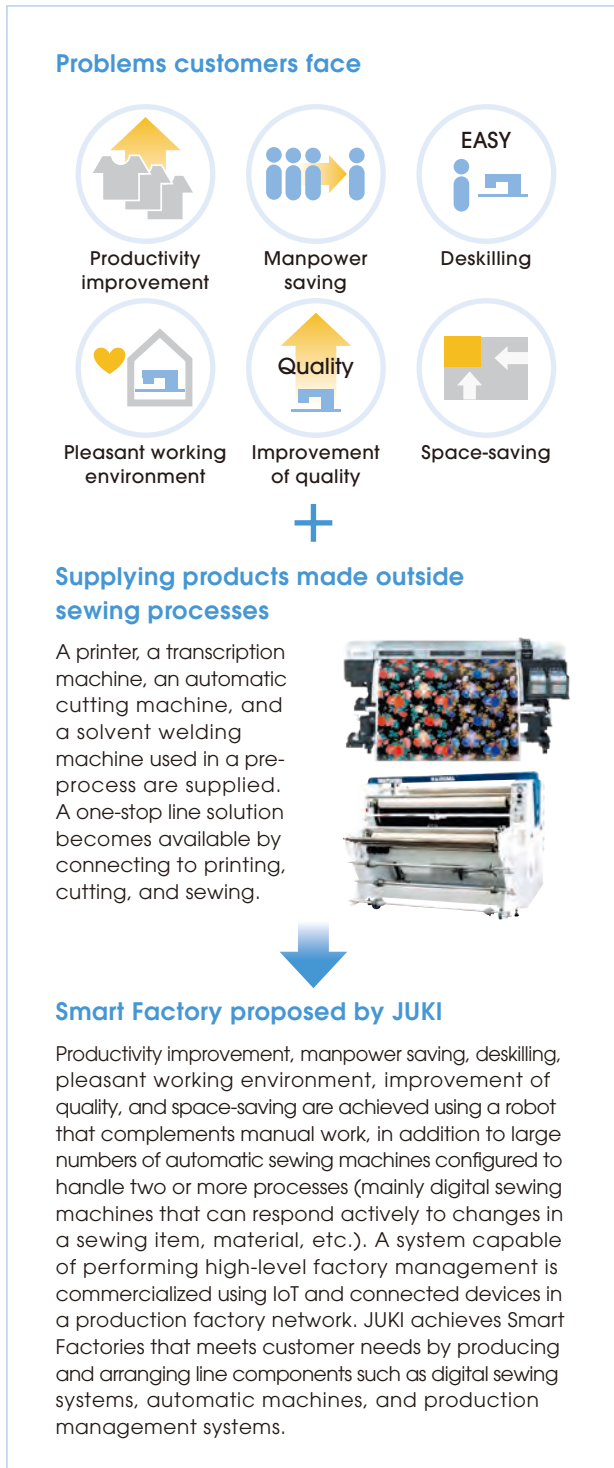 Problems customers face
EASY
Productivity
improvement
Manpower
saving
Deskilling
Quality
Pleasant working
environment
Improvement
of quality
Space-saving
+
Supplying products made outside
sewing processes
A printer, a transcription
machine, an automatic
cutting machine, and
a solvent welding
machine used in a pre-
process are supplied.
A one-stop line solution
becomes available by
connecting to printing,
cutting, and sewing.
Smart Factory proposed by JUKI
Productivity improvement, manpower saving, deskilling,
pleasant working environment, improvement of
quality, and space-saving are achieved using a robot
that complements manual work, in addition to large
numbers of automatic sewing machines configured to
handle two or more processes (mainly digital sewing
machines that can respond actively to changes in
a sewing item, material, etc.). A system capable
of performing high-level factory management is
commercialized using IoT and connected devices in
a production factory network. JUKI achieves Smart
Factories that meets customer needs by producing
and arranging line components such as digital sewing
systems, automatic machines, and production
management systems.